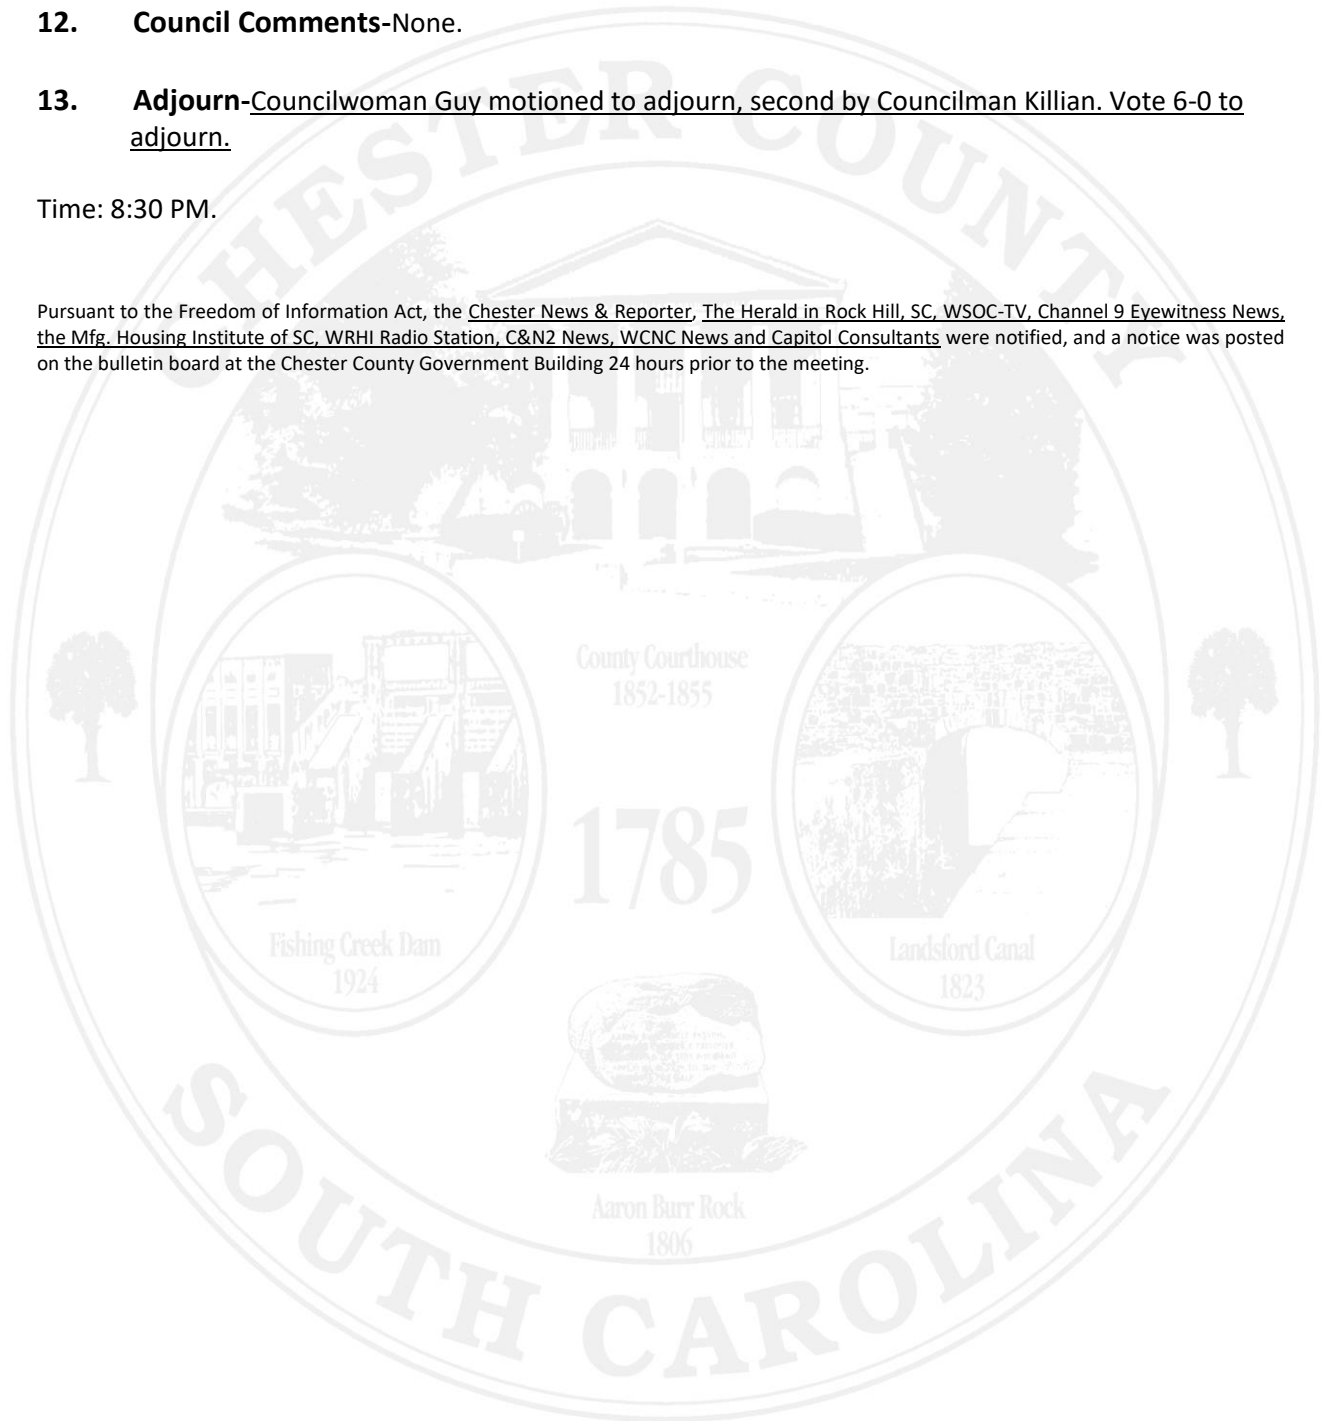 12. Council Comments-None.
13. Adjourn-Councilwoman Guy motioned to adjourn, second by Councilman Killian. Vote 6-0 to
adjourn.
Time: 8:30 PM.
Pursuant to the Freedom of Information Act, the Chester News & Reporter, The Herald in Rock Hill, SC, WSOC-TV, Channel 9 Eyewitness News,
the Mfg. Housing Institute of SC, WRHI Radio Station, C&N2 News, WCNC News and Capitol Consultants were notified, and a notice was posted
on the bulletin board at the Chester County Government Building 24 hours prior to the meeting.
CHESTER COUNTY
County Courthouse
1852-1855
1785
Fishing Creek Dam
1924
Landsford Canal
1823
Aaron Burr Rock
1806
SOUTH CAROLINA